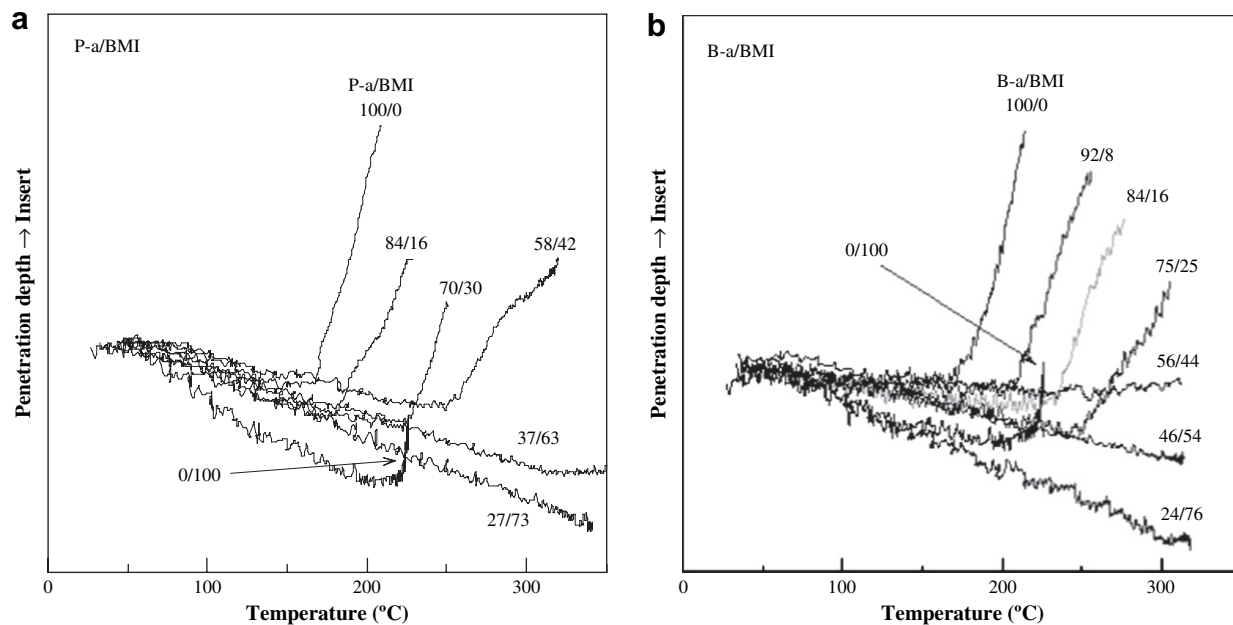 a
P-a/BMI
P-a/BMI
100/0
84/16
58/42
70/30
37/63
0/100
27/73
Penetration depth → Insert
0
100
200
300
Temperature (ºC)
b
B-a/BMI
B-a/BMI
100/0
92/8
84/16
0/100
75/25
56/44
46/54
24/76
Penetration depth → Insert
0
100
200
300
Temperature (ºC)